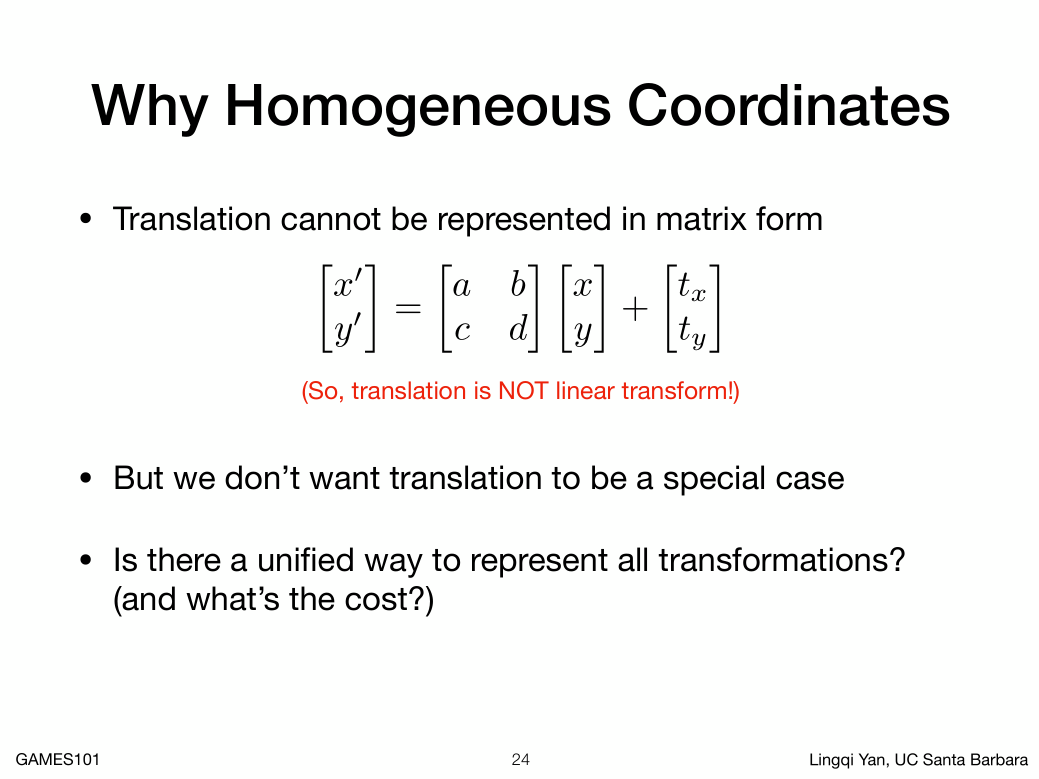 Why Homogeneous Coordinates
• Translation cannot be represented in matrix form
\begin{bmatrix} x' \\ y' \end{bmatrix} = \begin{bmatrix} a & b \\ c & d \end{bmatrix} \begin{bmatrix} x \\ y \end{bmatrix} + \begin{bmatrix} t_x \\ t_y \end{bmatrix}
(So, translation is NOT linear transform!)
• But we don’t want translation to be a special case
• Is there a unified way to represent all transformations?
(and what’s the cost?)
GAMES101 24 Lingqi Yan, UC Santa Barbara